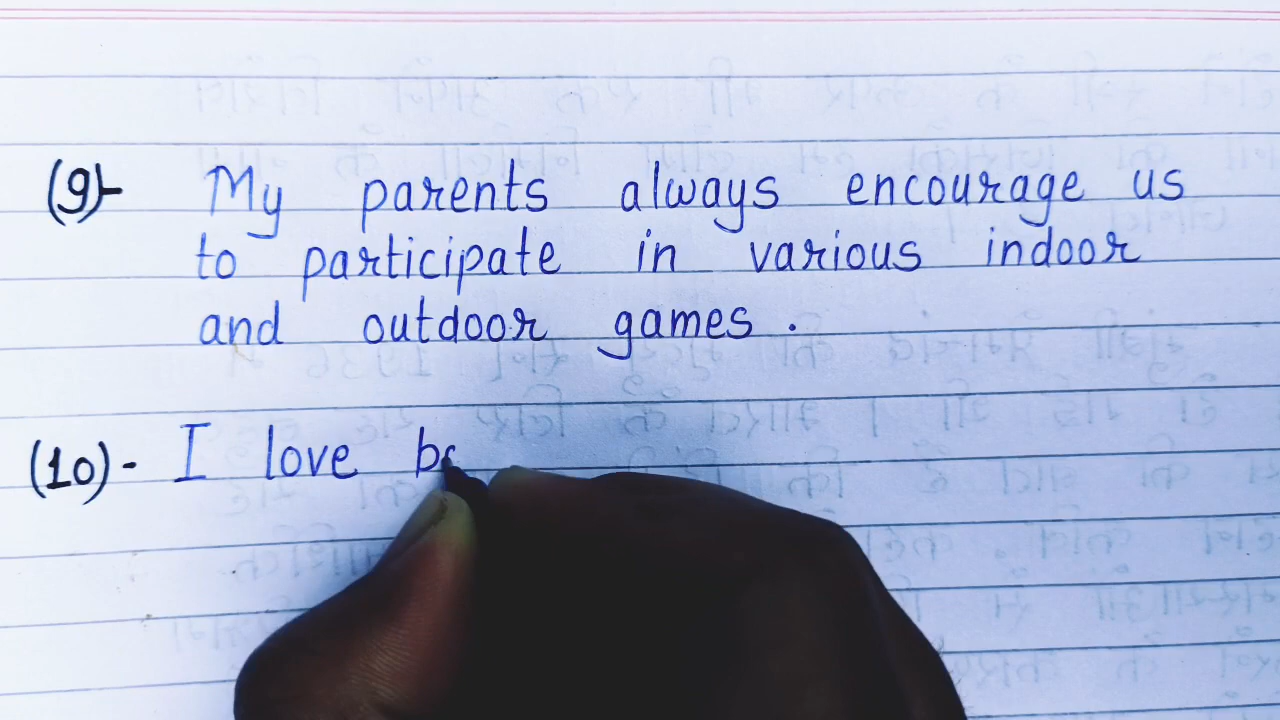 (9)- My parents always encourage us
to participate in various indoor
and outdoor games.
(10)- I love